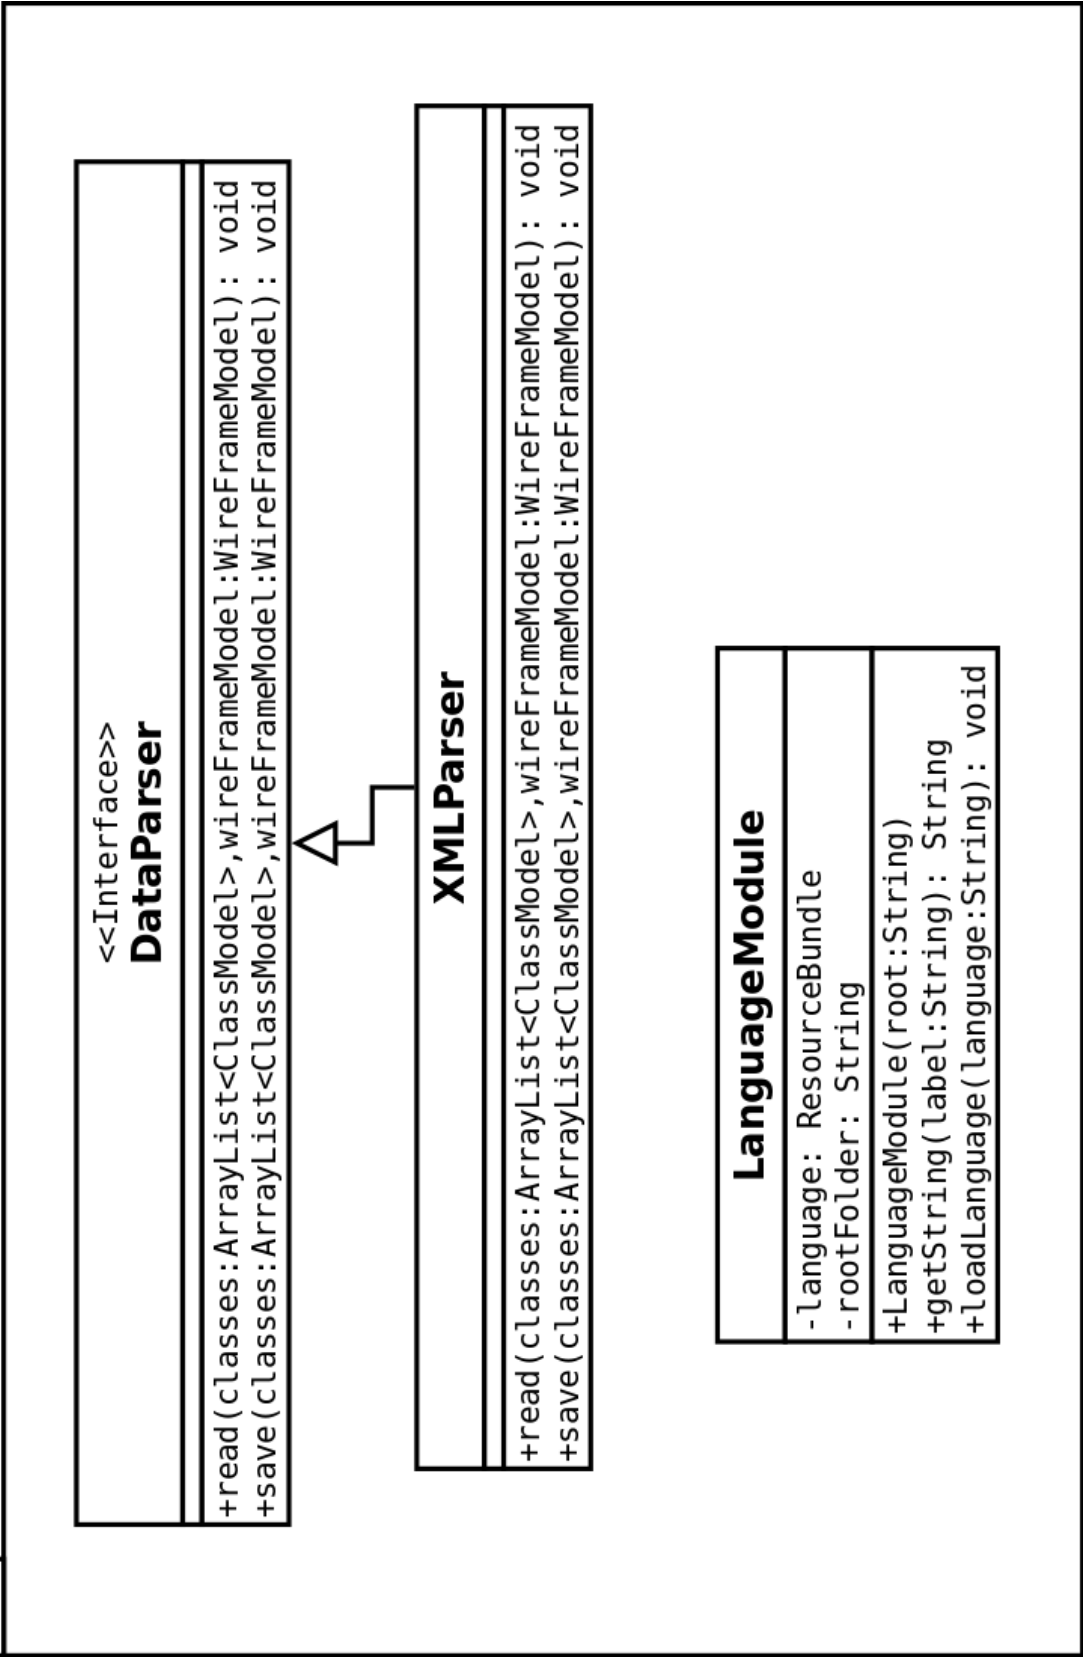 <<Interface>>
DataParser
+read(classes:ArrayList<ClassModel>,wireFrameModel:WireFrameModel): void
+save(classes:ArrayList<ClassModel>,wireFrameModel:WireFrameModel): void
XMLParser
+read(classes:ArrayList<ClassModel>,wireFrameModel:WireFrameModel): void
+save(classes:ArrayList<ClassModel>,wireFrameModel:WireFrameModel): void
LanguageModule
-language: ResourceBundle
-rootFolder: String
+LanguageModule(root:String)
+getString(label:String): String
+loadLanguage(language:String): void